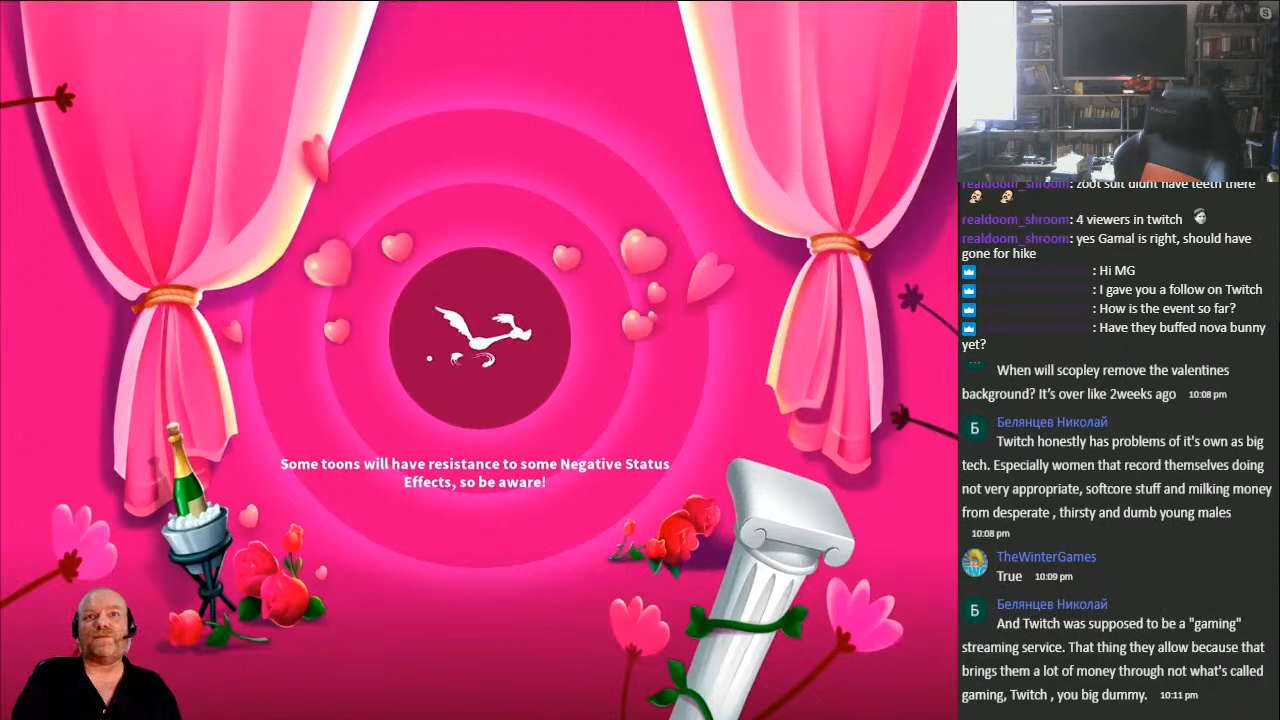 Some toons will have resistance to some Negative Status
Effects, so be aware!
realdoom_shroom: zoot suit didnt have teeth there
realdoom_shroom: 4 viewers in twitch
realdoom_shroom: yes Gamal is right, should have
gone for hike
: Hi MG
: I gave you a follow on Twitch
: How is the event so far?
: Have they buffed nova bunny
yet?
When will scopley remove the valentines
background? It's over like 2weeks ago 10:08 pm
Б Белянцев Николай
Twitch honestly has problems of it's own as big
tech. Especially women that record themselves doing
not very appropriate, softcore stuff and milking money
from desperate , thirsty and dumb young males
10:08 pm
TheWinterGames
True 10:09 pm
Б Белянцев Николай
And Twitch was supposed to be a "gaming"
streaming service. That thing they allow because that
brings them a lot of money through not what's called
gaming, Twitch , you big dummy. 10:11 pm